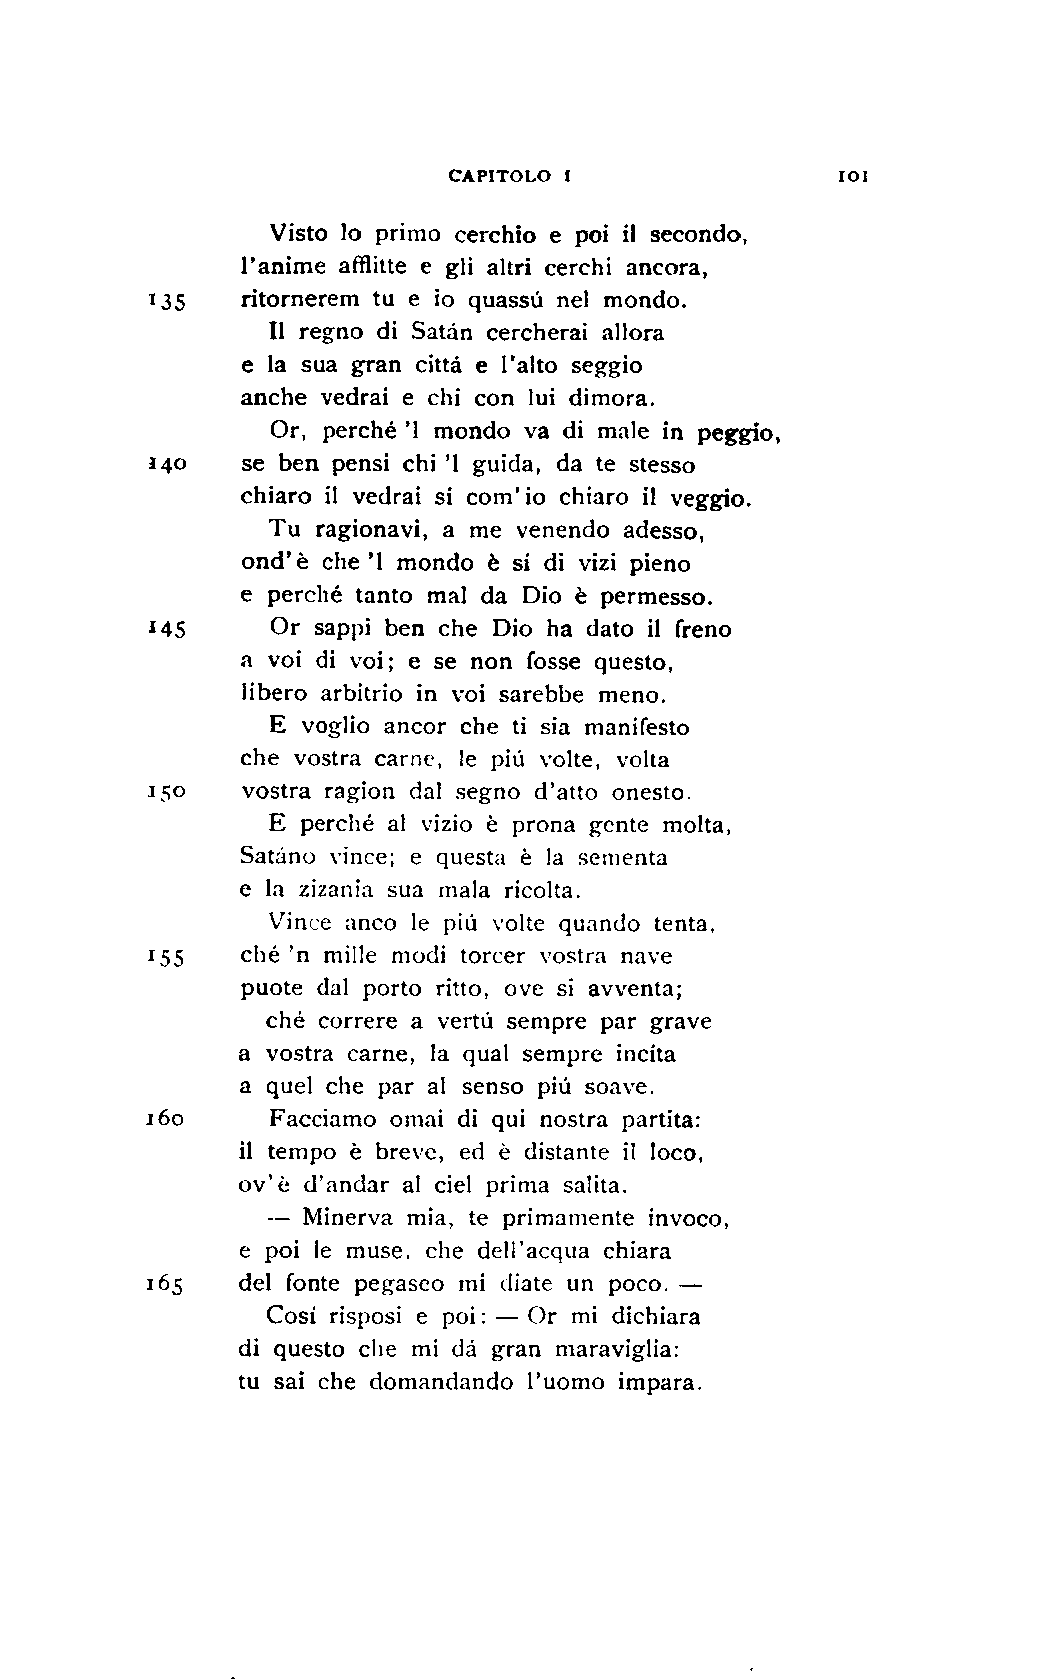 CAPITOLO I 101
Visto lo primo cerchio e poi il secondo,
l'anime afflitte e gli altri cerchi ancora,
135 ritornerem tu e io quassú nel mondo.
Il regno di Satán cercherai allora
e la sua gran cittá e l'alto seggio
anche vedrai e chi con lui dimora.
Or, perché 'l mondo va di male in peggio,
140 se ben pensi chi 'l guida, da te stesso
chiaro il vedrai si com' io chiaro il veggio.
Tu ragionavi, a me venendo adesso,
ond' è che 'l mondo è sí di vizi pieno
e perché tanto mal da Dio è permesso.
145 Or sappi ben che Dio ha dato il freno
a voi di voi; e se non fosse questo,
libero arbitrio in voi sarebbe meno.
E voglio ancor che ti sia manifesto
che vostra carne, le piú volte, volta
150 vostra ragion dal segno d'atto onesto.
E perché al vizio è prona gente molta,
Satáno vince; e questa è la sementa
e la zizania sua mala ricolta.
Vince anco le piú volte quando tenta,
155 ché 'n mille modi torcer vostra nave
puote dal porto ritto, ove si avventa;
ché correre a vertú sempre par grave
a vostra carne, la qual sempre incita
a quel che par al senso piú soave.
160 Facciamo omai di qui nostra partita:
il tempo è breve, ed è distante il loco,
ov' è d'andar al ciel prima salita.
— Minerva mia, te primamente invoco,
e poi le muse, che dell'acqua chiara
165 del fonte pegaseo mi diate un poco. —
Cosí risposi e poi: — Or mi dichiara
di questo che mi dá gran maraviglia:
tu sai che domandando l'uomo impara.